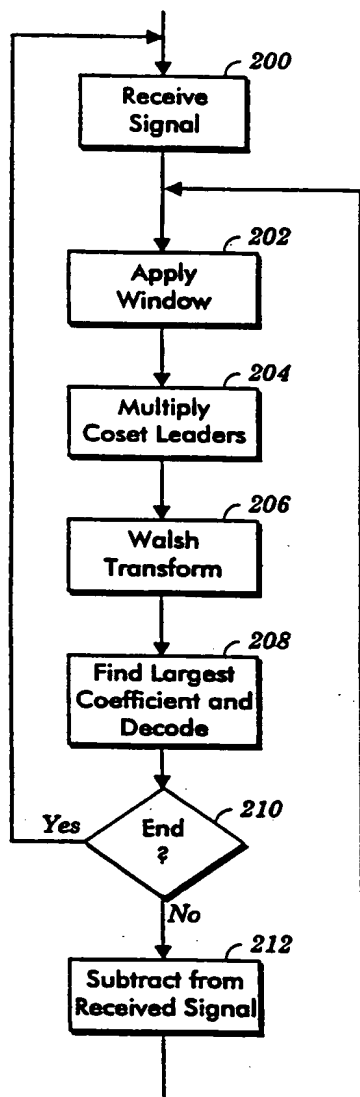 200
Receive
Signal
202
Apply
Window
204
Multiply
Coset Leaders
206
Walsh
Transform
208
Find Largest
Coefficient and
Decode
210
Yes
End
?
No
212
Subtract from
Received Signal